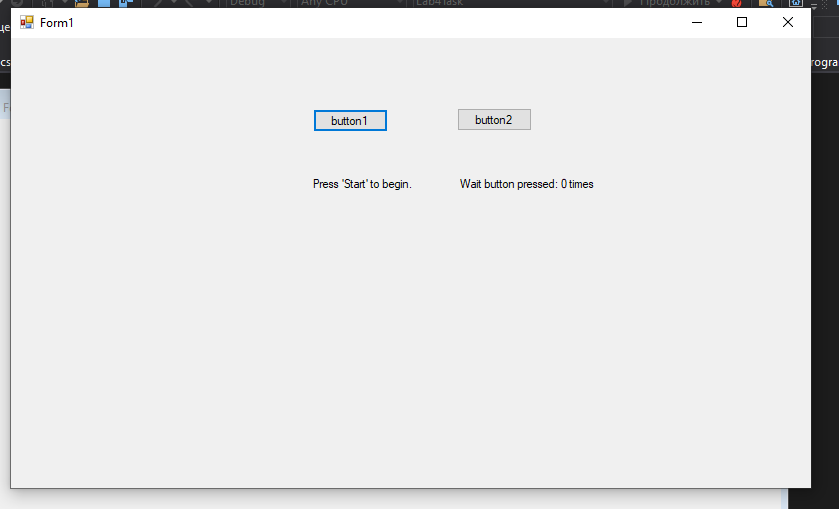 Debug Any CPU Lab4Task Продолжить
Form1
button1 button2
Press 'Start' to begin. Wait button pressed: 0 times